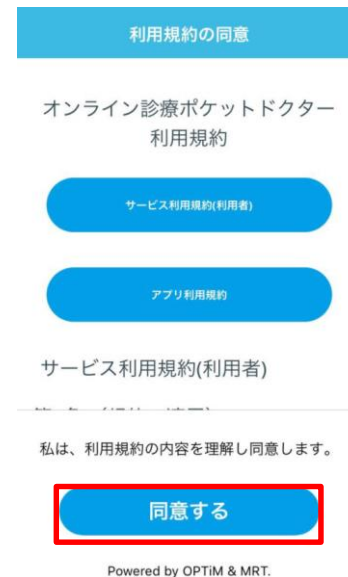 利用規約の同意
オンライン診療ポケットドクター
利用規約
サービス利用規約(利用者)
アプリ利用規約
サービス利用規約(利用者)
私は、利用規約の内容を理解し同意します。
同意する
Powered by OPTiM & MRT.